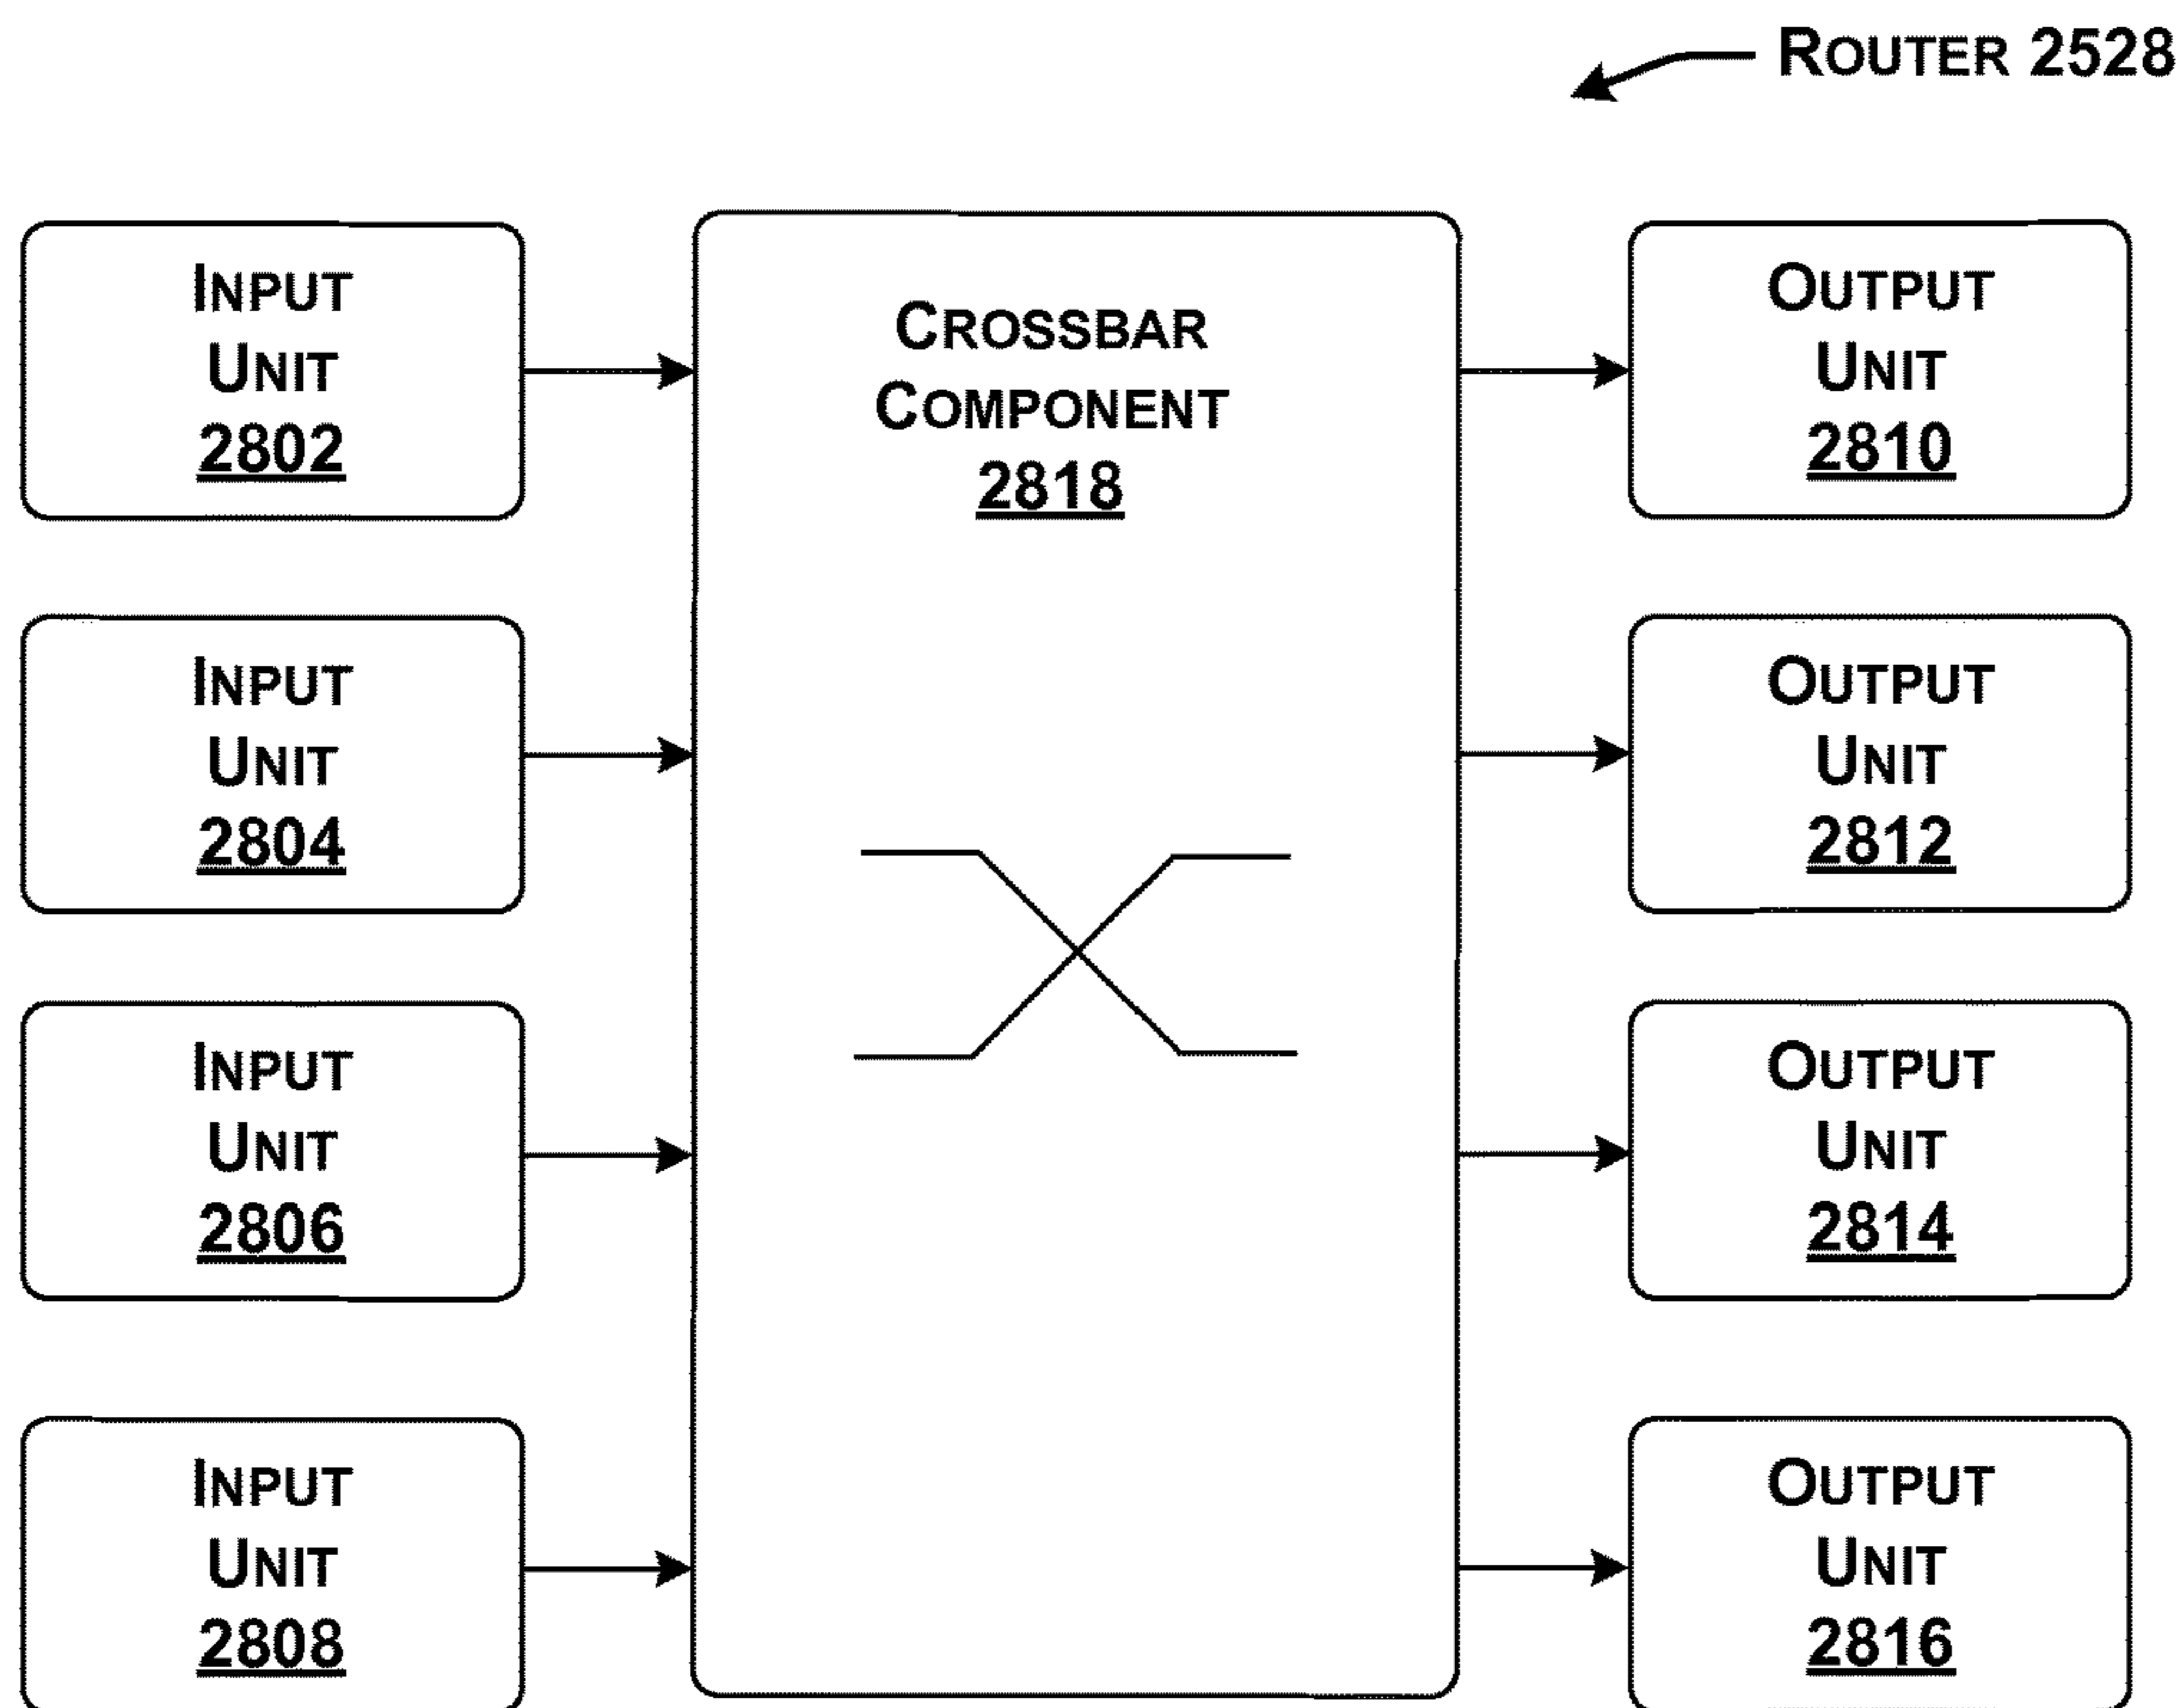 ROUTER 2528
INPUT
UNIT
2802
INPUT
UNIT
2804
INPUT
UNIT
2806
INPUT
UNIT
2808
CROSSBAR
COMPONENT
2818
OUTPUT
UNIT
2810
OUTPUT
UNIT
2812
OUTPUT
UNIT
2814
OUTPUT
UNIT
2816